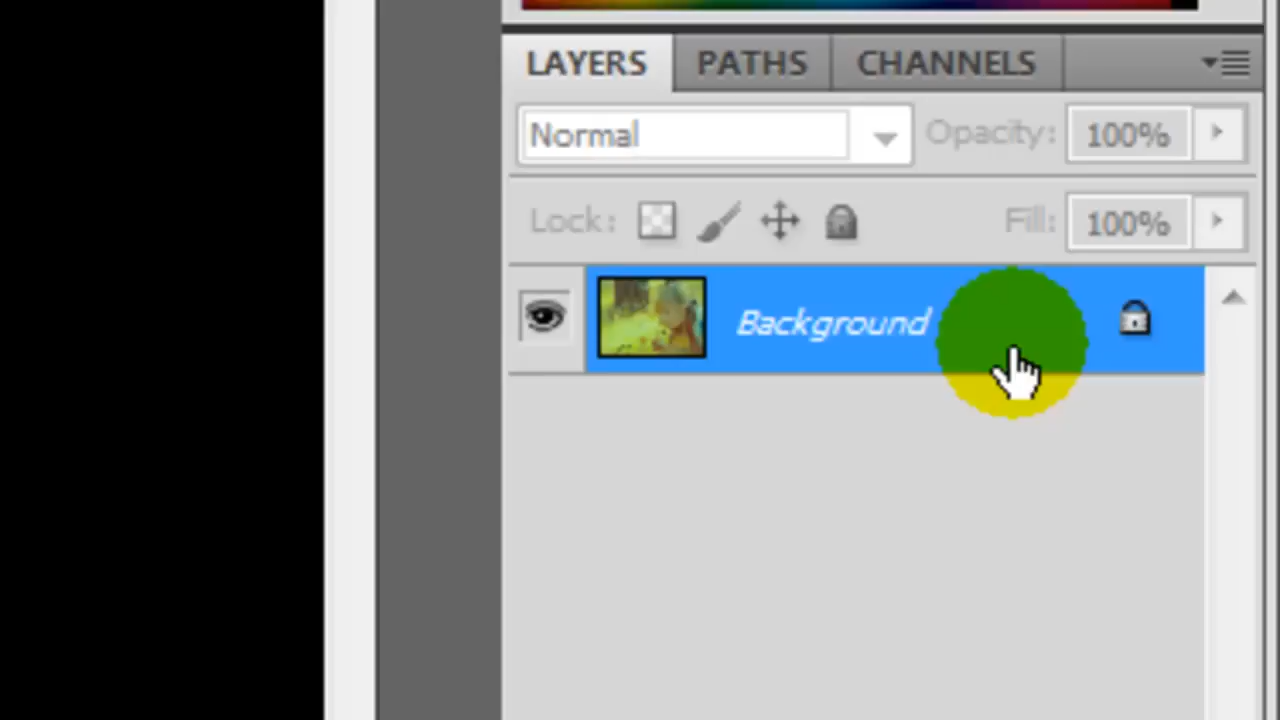 LAYERS PATHS CHANNELS
Normal Opacity: 100%
Lock: Fill: 100%
Background